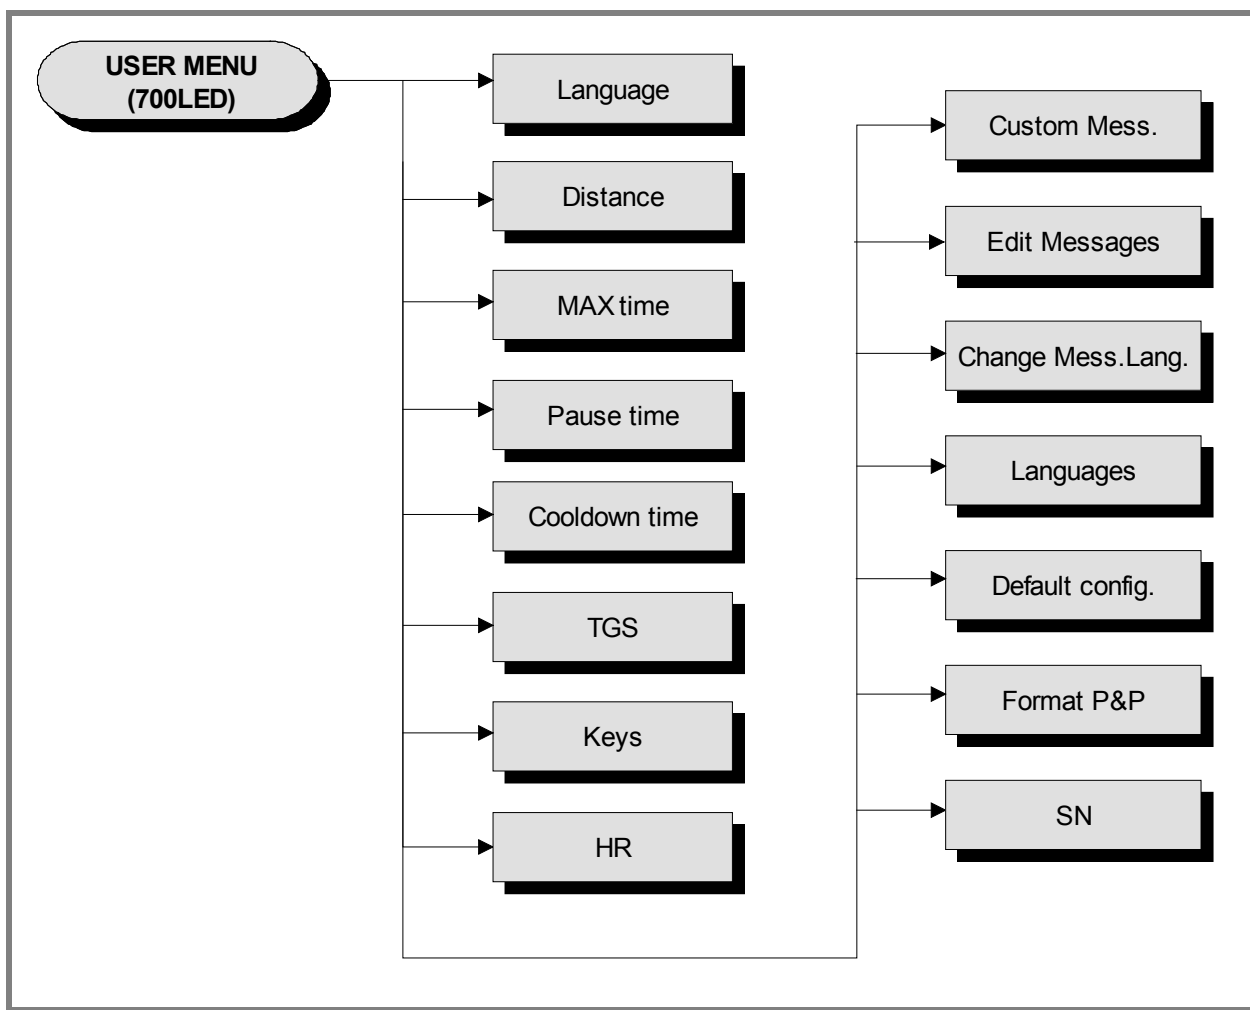 USER MENU
(700LED)
Language
Distance
MAX time
Pause time
Cooldown time
TGS
Keys
HR
Custom Mess.
Edit Messages
Change Mess.Lang.
Languages
Default config.
Format P&P
SN